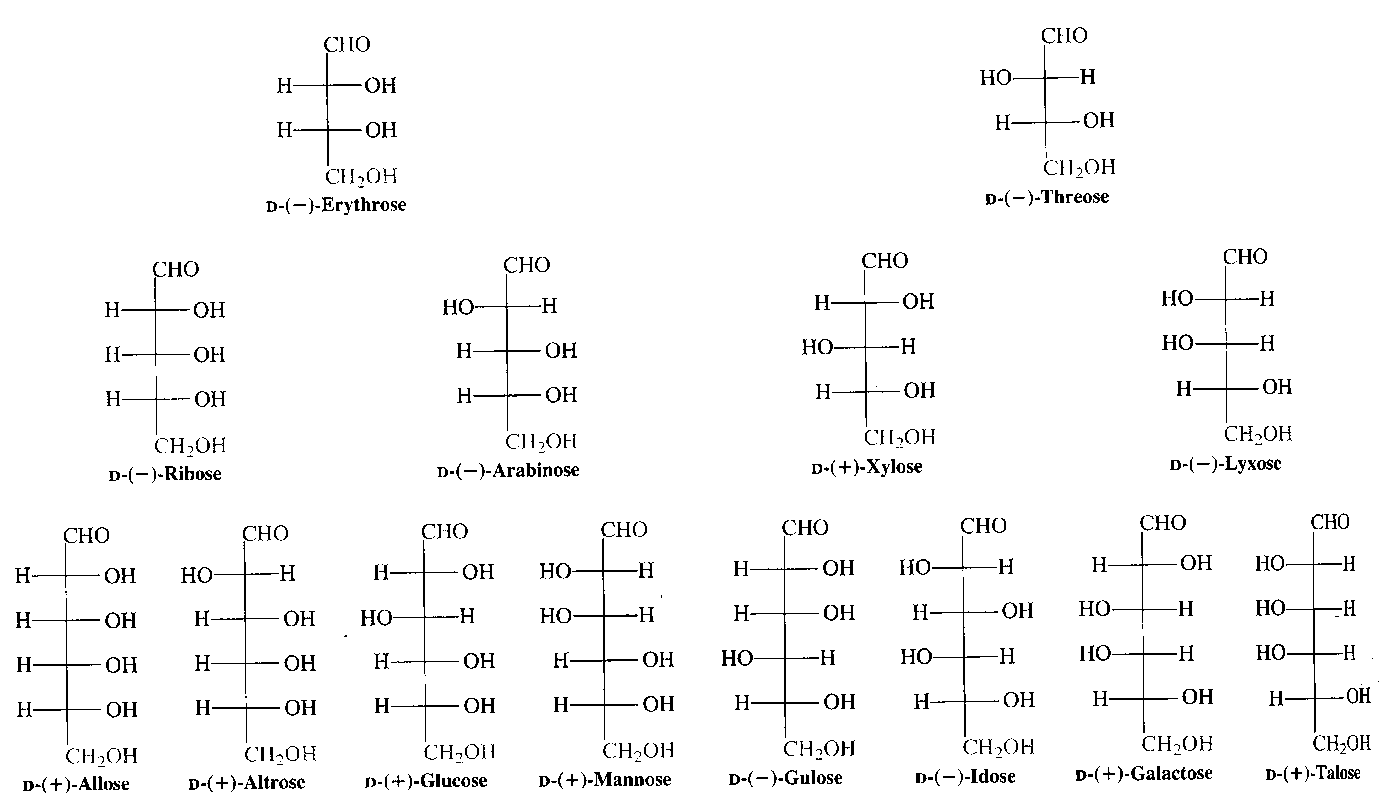 CHO CHO
H OH HO H
H OH H OH
CH₂OH CH₂OH
D-(−)-Erythrose D-(−)-Threose
CHO CHO CHO CHO
H OH HO H H OH HO H
H OH H OH HO H HO H
H OH H OH H OH H OH
CH₂OH CH₂OH CH₂OH CH₂OH
D-(−)-Ribose D-(−)-Arabinose D-(+)-Xylose D-(−)-Lyxose
CHO CHO CHO CHO CHO CHO CHO CHO
H OH HO H H OH HO H H OH HO H H OH HO H
H OH H OH HO H HO H H OH H OH HO H HO H
H OH H OH H OH H OH HO H HO H HO H HO H
H OH H OH H OH H OH H OH H OH H OH H OH
CH₂OH CH₂OH CH₂OH CH₂OH CH₂OH CH₂OH CH₂OH CH₂OH
D-(+)-Allose D-(+)-Altrose D-(+)-Glucose D-(+)-Mannose D-(−)-Gulose D-(−)-Idose D-(+)-Galactose D-(+)-Talose